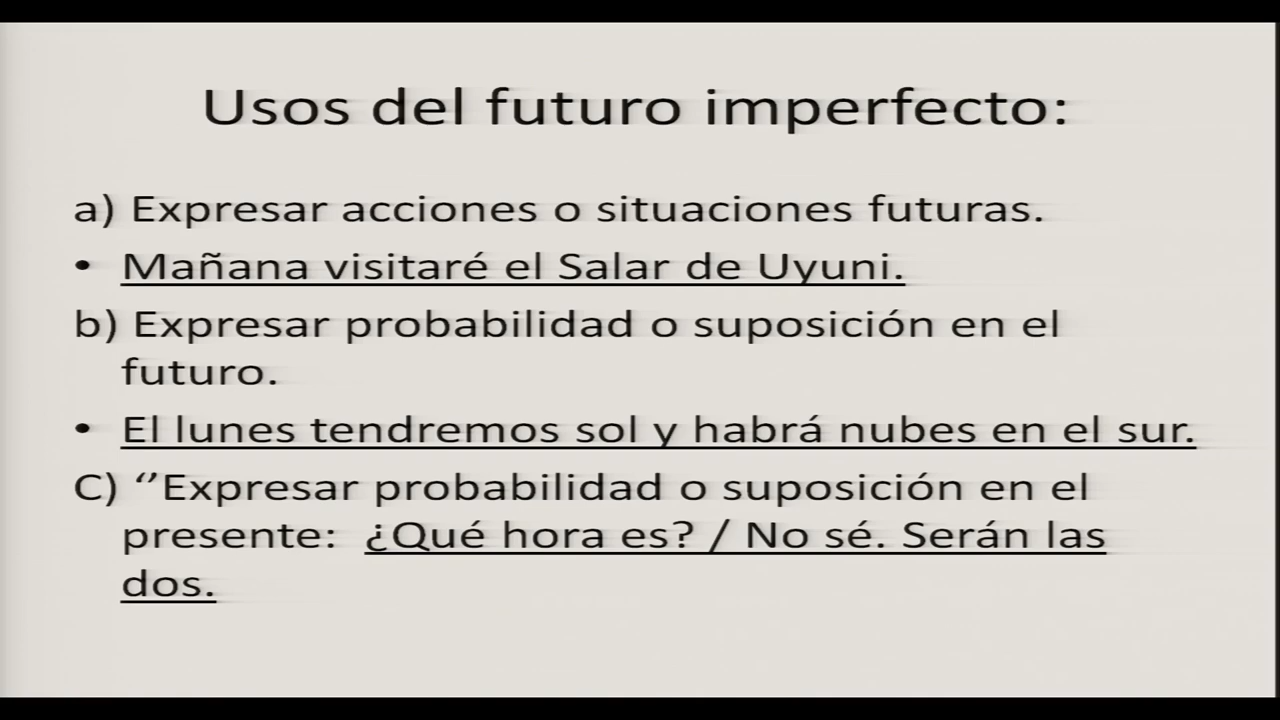 Usos del futuro imperfecto:
a) Expresar acciones o situaciones futuras.
• Mañana visitaré el Salar de Uyuni.
b) Expresar probabilidad o suposición en el
futuro.
• El lunes tendremos sol y habrá nubes en el sur.
C) ‘’Expresar probabilidad o suposición en el
presente: ¿Qué hora es? / No sé. Serán las
dos.